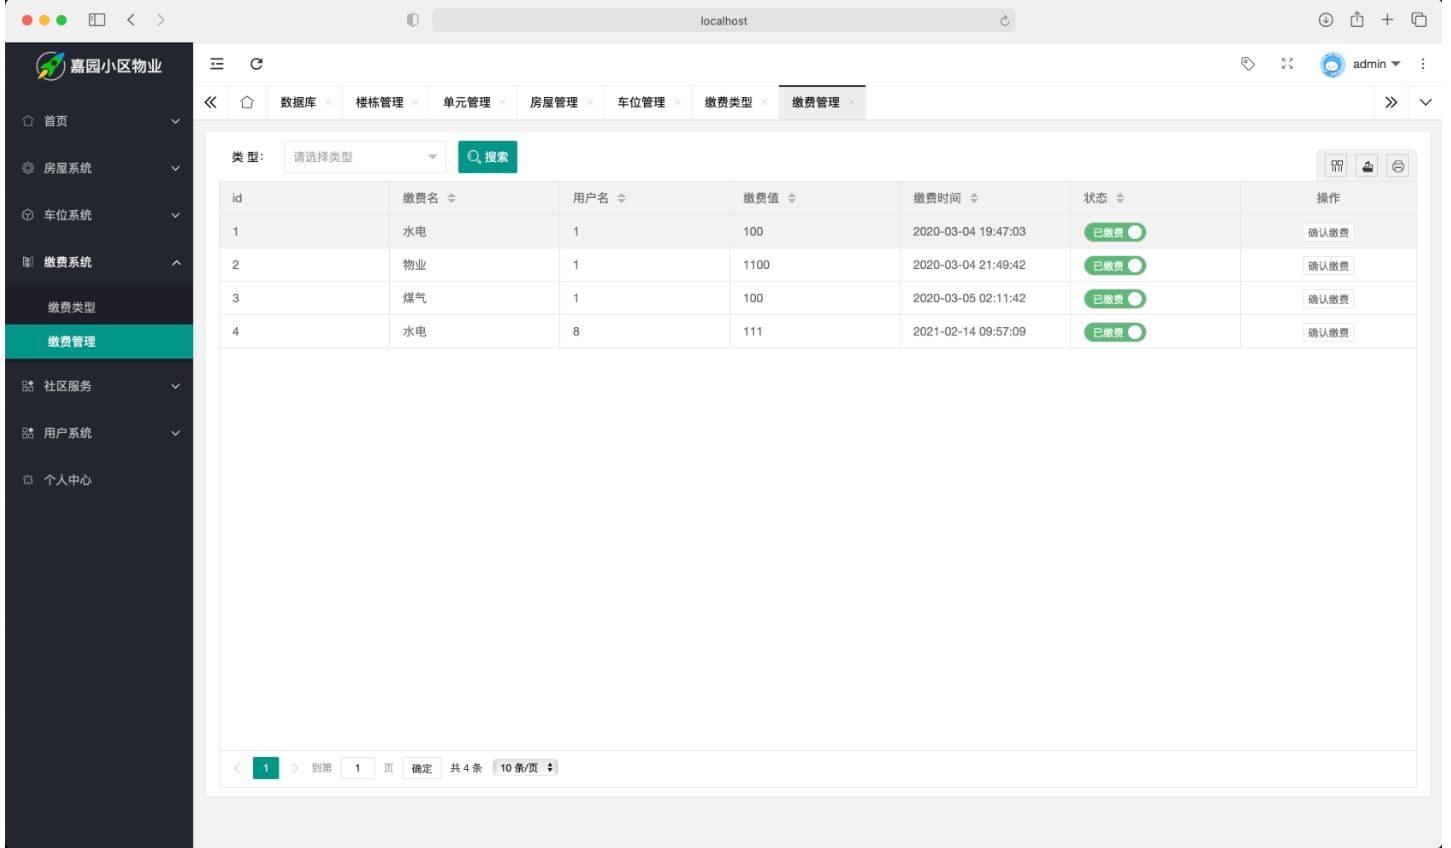 localhost
嘉园小区物业
admin
数据库 楼栋管理 单元管理 房屋管理 车位管理 缴费类型 缴费管理
首页
房屋系统
车位系统
缴费系统
缴费类型
缴费管理
社区服务
用户系统
个人中心
类 型: 请选择类型 搜索
id 缴费名 用户名 缴费值 缴费时间 状态 操作
1 水电 1 100 2020-03-04 19:47:03 已缴费 确认缴费
2 物业 1 1100 2020-03-04 21:49:42 已缴费 确认缴费
3 煤气 1 100 2020-03-05 02:11:42 已缴费 确认缴费
4 水电 8 111 2021-02-14 09:57:09 已缴费 确认缴费
1 到第 1 页 确定 共 4 条 10 条/页